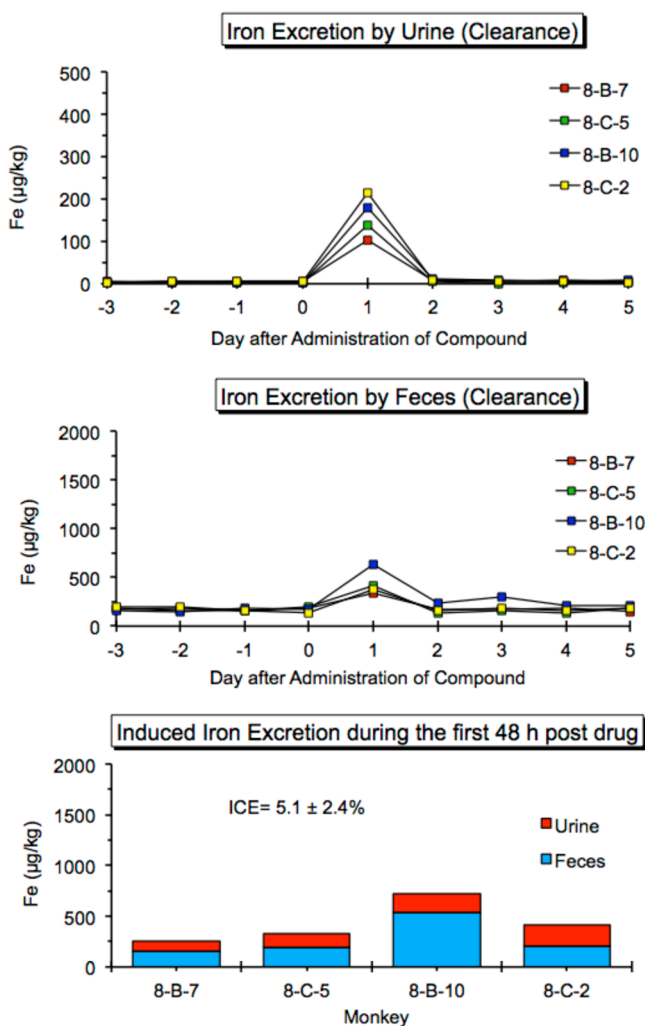 Iron Excretion by Urine (Clearance)
500
400
300
200
100
0
Fe (µg/kg)
8-B-7
8-C-5
8-B-10
8-C-2
-3 -2 -1 0 1 2 3 4 5
Day after Administration of Compound
Iron Excretion by Feces (Clearance)
2000
1500
1000
500
0
Fe (µg/kg)
8-B-7
8-C-5
8-B-10
8-C-2
-3 -2 -1 0 1 2 3 4 5
Day after Administration of Compound
Induced Iron Excretion during the first 48 h post drug
2000
1500
1000
500
0
Fe (µg/kg)
ICE= 5.1 ± 2.4%
Urine
Feces
8-B-7 8-C-5 8-B-10 8-C-2
Monkey